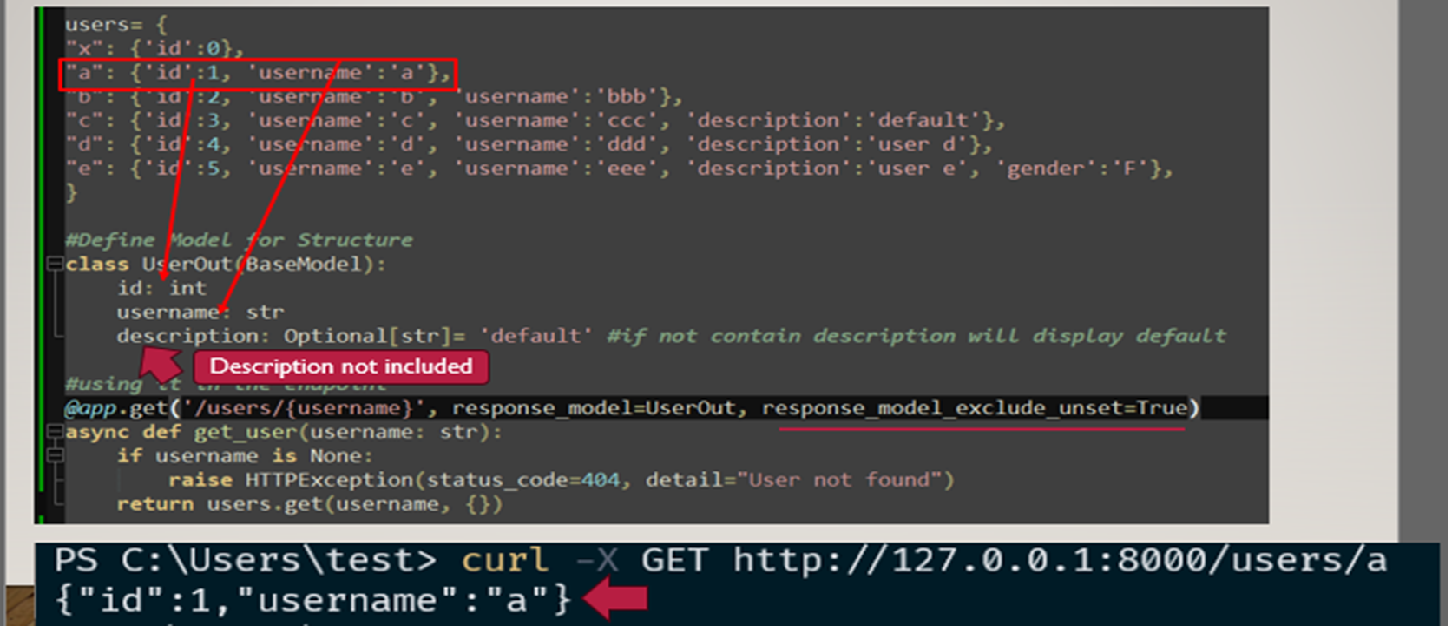 users= {
"x": {'id':0},
"a": {'id':1, 'username':'a'},
"b": {'id':2, 'username':'b', 'username':'bbb'},
"c": {'id':3, 'username':'c', 'username':'ccc', 'description':'default'},
"d": {'id':4, 'username':'d', 'username':'ddd', 'description':'user d'},
"e": {'id':5, 'username':'e', 'username':'eee', 'description':'user e', 'gender':'F'},
}
#Define Model for Structure
class UserOut(BaseModel):
id: int
username: str
description: Optional[str]= 'default' #if not contain description will display default
Description not included
#using it in the endpoint
@app.get('/users/{username}', response_model=UserOut, response_model_exclude_unset=True)
async def get_user(username: str):
if username is None:
raise HTTPException(status_code=404, detail="User not found")
return users.get(username, {})
PS C:\Users\test> curl -X GET http://127.0.0.1:8000/users/a
{"id":1,"username":"a"}